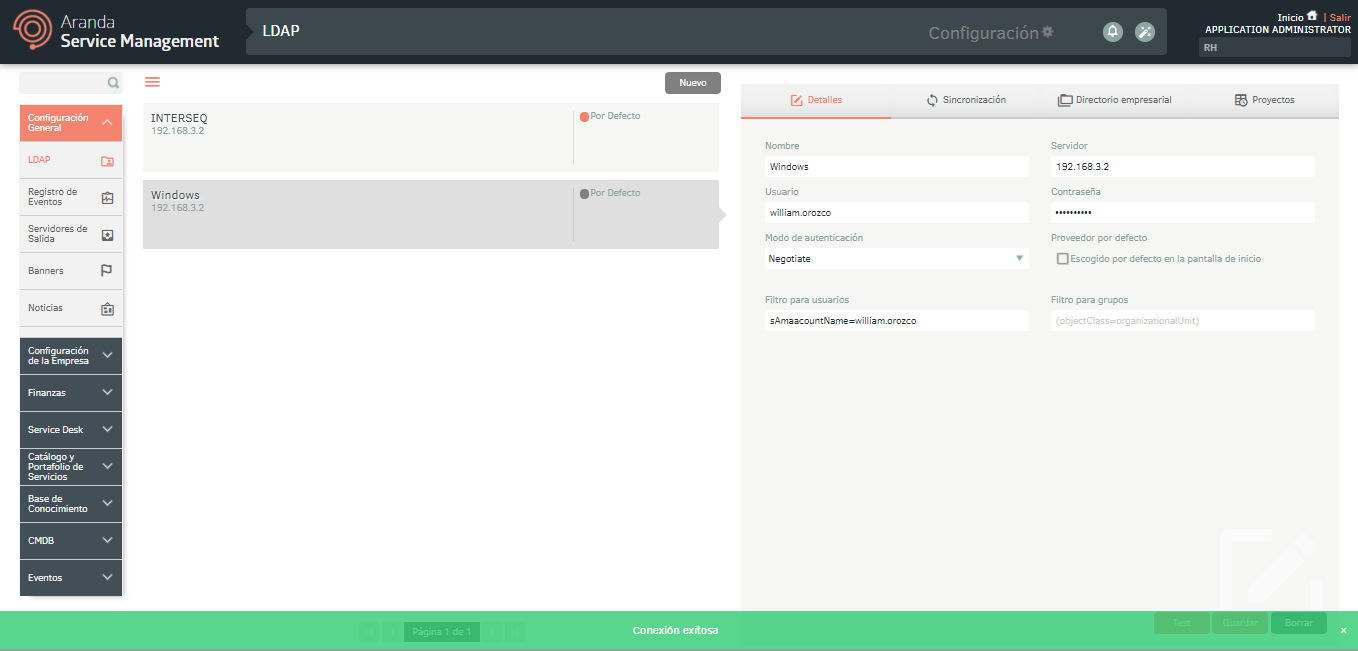 Aranda
Service Management
LDAP
Configuración
Inicio | Salir
APPLICATION ADMINISTRATOR
RH
Configuración
General
LDAP
Registro de
Eventos
Servidores de
Salida
Banners
Noticias
Configuración
de la Empresa
Finanzas
Service Desk
Catálogo y
Portafolio de
Servicios
Base de
Conocimiento
CMDB
Eventos
Nuevo
INTERSEQ
192.168.3.2
Por Defecto
Windows
192.168.3.2
Por Defecto
Detalles
Sincronización
Directorio empresarial
Proyectos
Nombre
Servidor
Windows
192.168.3.2
Usuario
Contraseña
william.orozco
••••••••••
Modo de autenticación
Proveedor por defecto
Negotiate
Escogido por defecto en la pantalla de inicio
Filtro para usuarios
Filtro para grupos
sAmaacountName=william.orozco
(objectClass=organizationalUnit)
Página 1 de 1
Conexión exitosa
Test
Guardar
Borrar
x